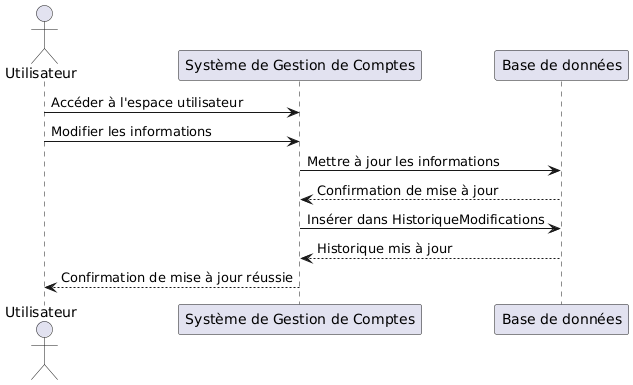 Utilisateur
Système de Gestion de Comptes
Base de données
Accéder à l'espace utilisateur
Modifier les informations
Mettre à jour les informations
Confirmation de mise à jour
Insérer dans HistoriqueModifications
Historique mis à jour
Confirmation de mise à jour réussie
Utilisateur
Système de Gestion de Comptes
Base de données